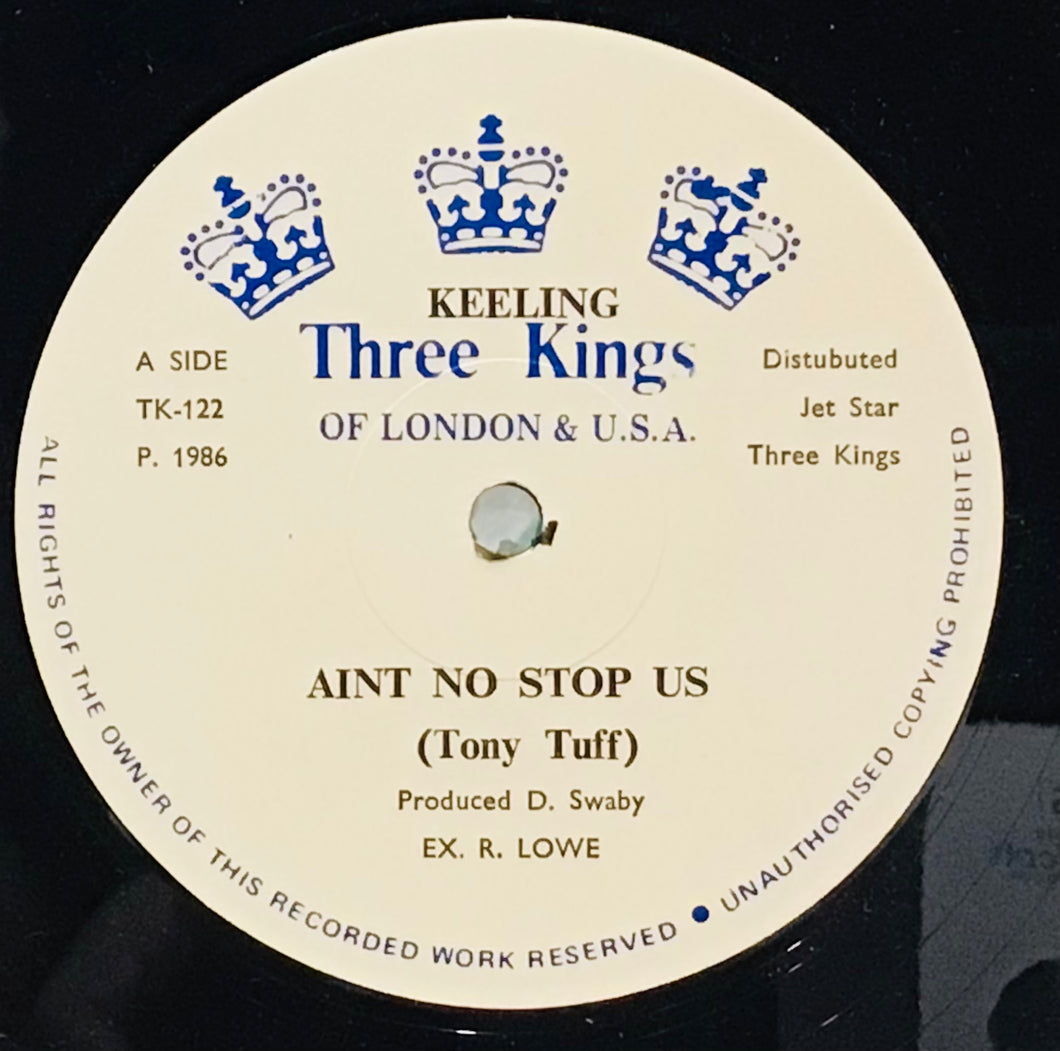 KEELING
Three Kings
OF LONDON & U.S.A.
A SIDE
TK-122
P. 1986
Distubuted
Jet Star
Three Kings
AINT NO STOP US
(Tony Tuff)
Produced D. Swaby
EX. R. LOWE
ALL RIGHTS OF THE OWNER OF THIS RECORDED WORK RESERVED ● UNAUTHORISED COPYING PROHIBITED